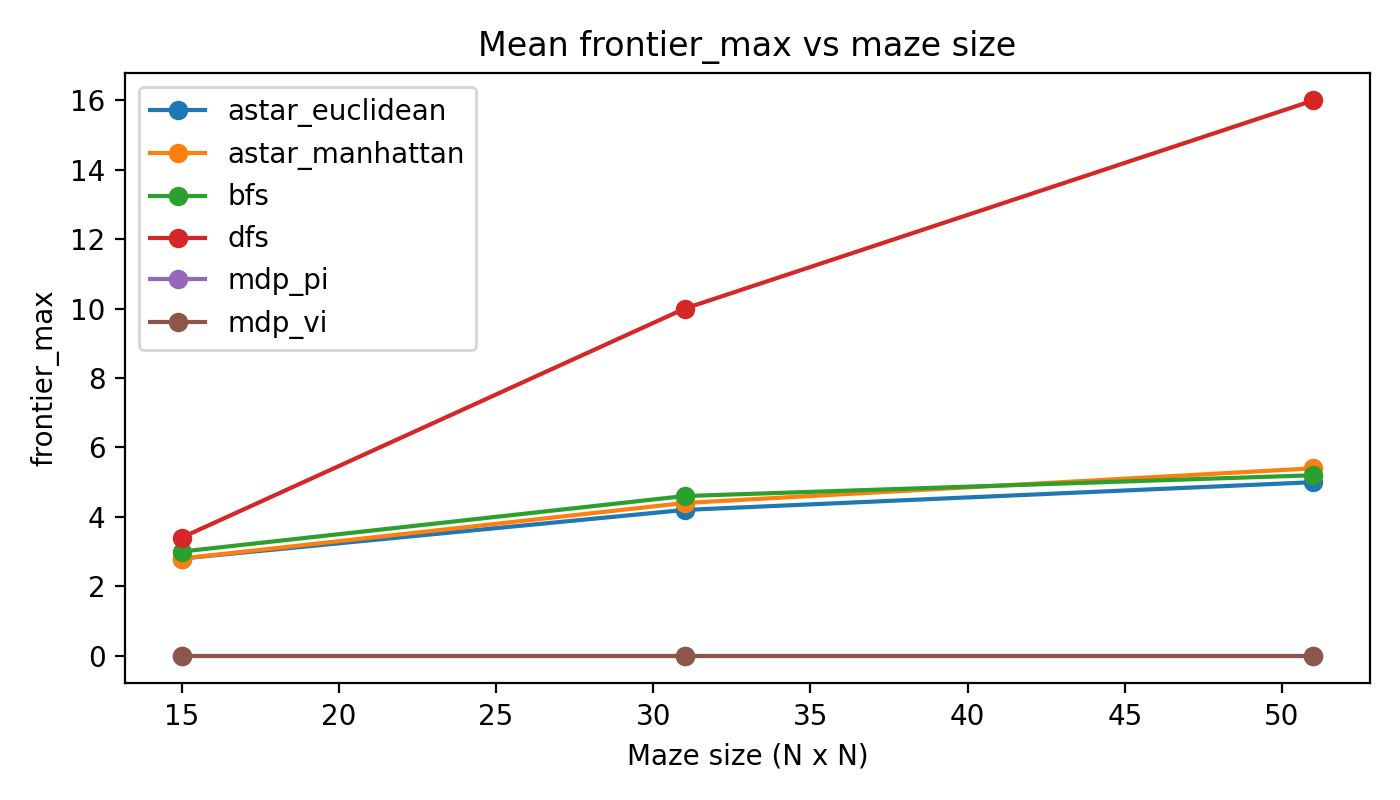 Mean frontier_max vs maze size
astar_euclidean
astar_manhattan
bfs
dfs
mdp_pi
mdp_vi
frontier_max
16
14
12
10
8
6
4
2
0
15 20 25 30 35 40 45 50
Maze size (N x N)